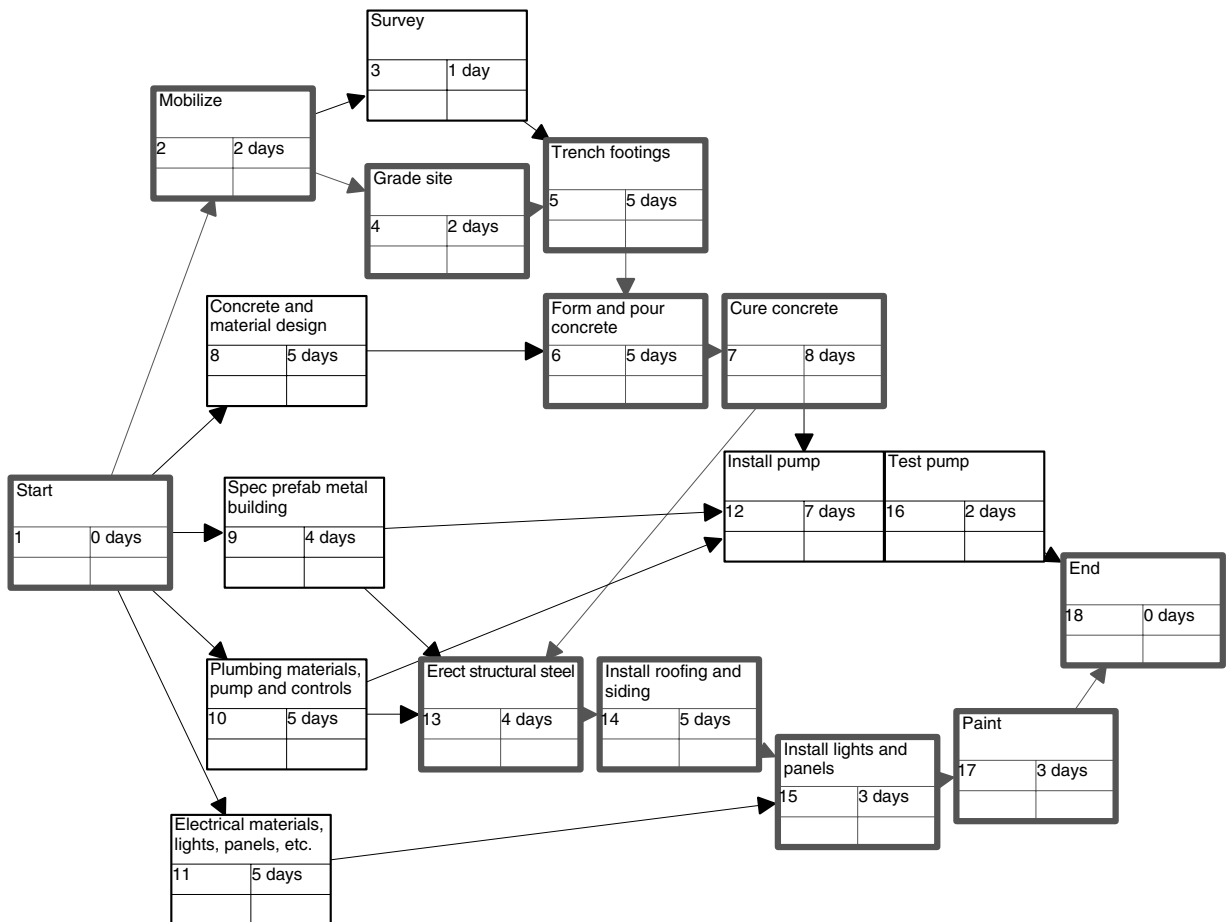 Survey
3 1 day
Mobilize
2 2 days
Trench footings
5 5 days
Grade site
4 2 days
Concrete and
material design
8 5 days
Form and pour
concrete
6 5 days
Cure concrete
7 8 days
Start
1 0 days
Spec prefab metal
building
9 4 days
Install pump
12 7 days
Test pump
16 2 days
End
18 0 days
Plumbing materials,
pump and controls
10 5 days
Erect structural steel
13 4 days
Install roofing and
siding
14 5 days
Install lights and
panels
15 3 days
Paint
17 3 days
Electrical materials,
lights, panels, etc.
11 5 days